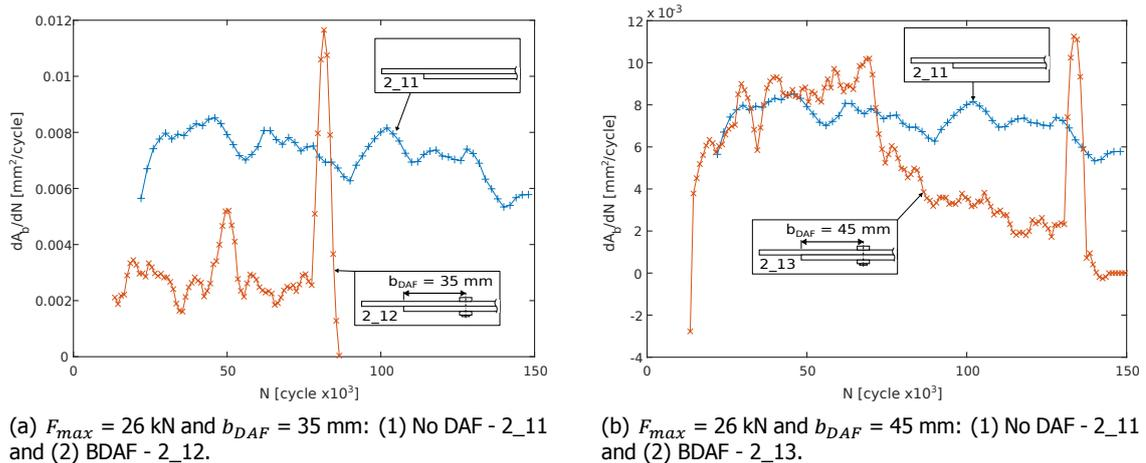 0.012
0.01
0.008
0.006
0.004
0.002
0
dA_b/dN [mm²/cycle]
2_11
b_DAF = 35 mm
2_12
0 50 100 150
N [cycle x10³]
(a) F_max = 26 kN and b_DAF = 35 mm: (1) No DAF - 2_11
and (2) BDAF - 2_12.
12 x 10⁻³
10
8
6
4
2
0
-2
-4
dA_b/dN [mm²/cycle]
2_11
b_DAF = 45 mm
2_13
0 50 100 150
N [cycle x10³]
(b) F_max = 26 kN and b_DAF = 45 mm: (1) No DAF - 2_11
and (2) BDAF - 2_13.